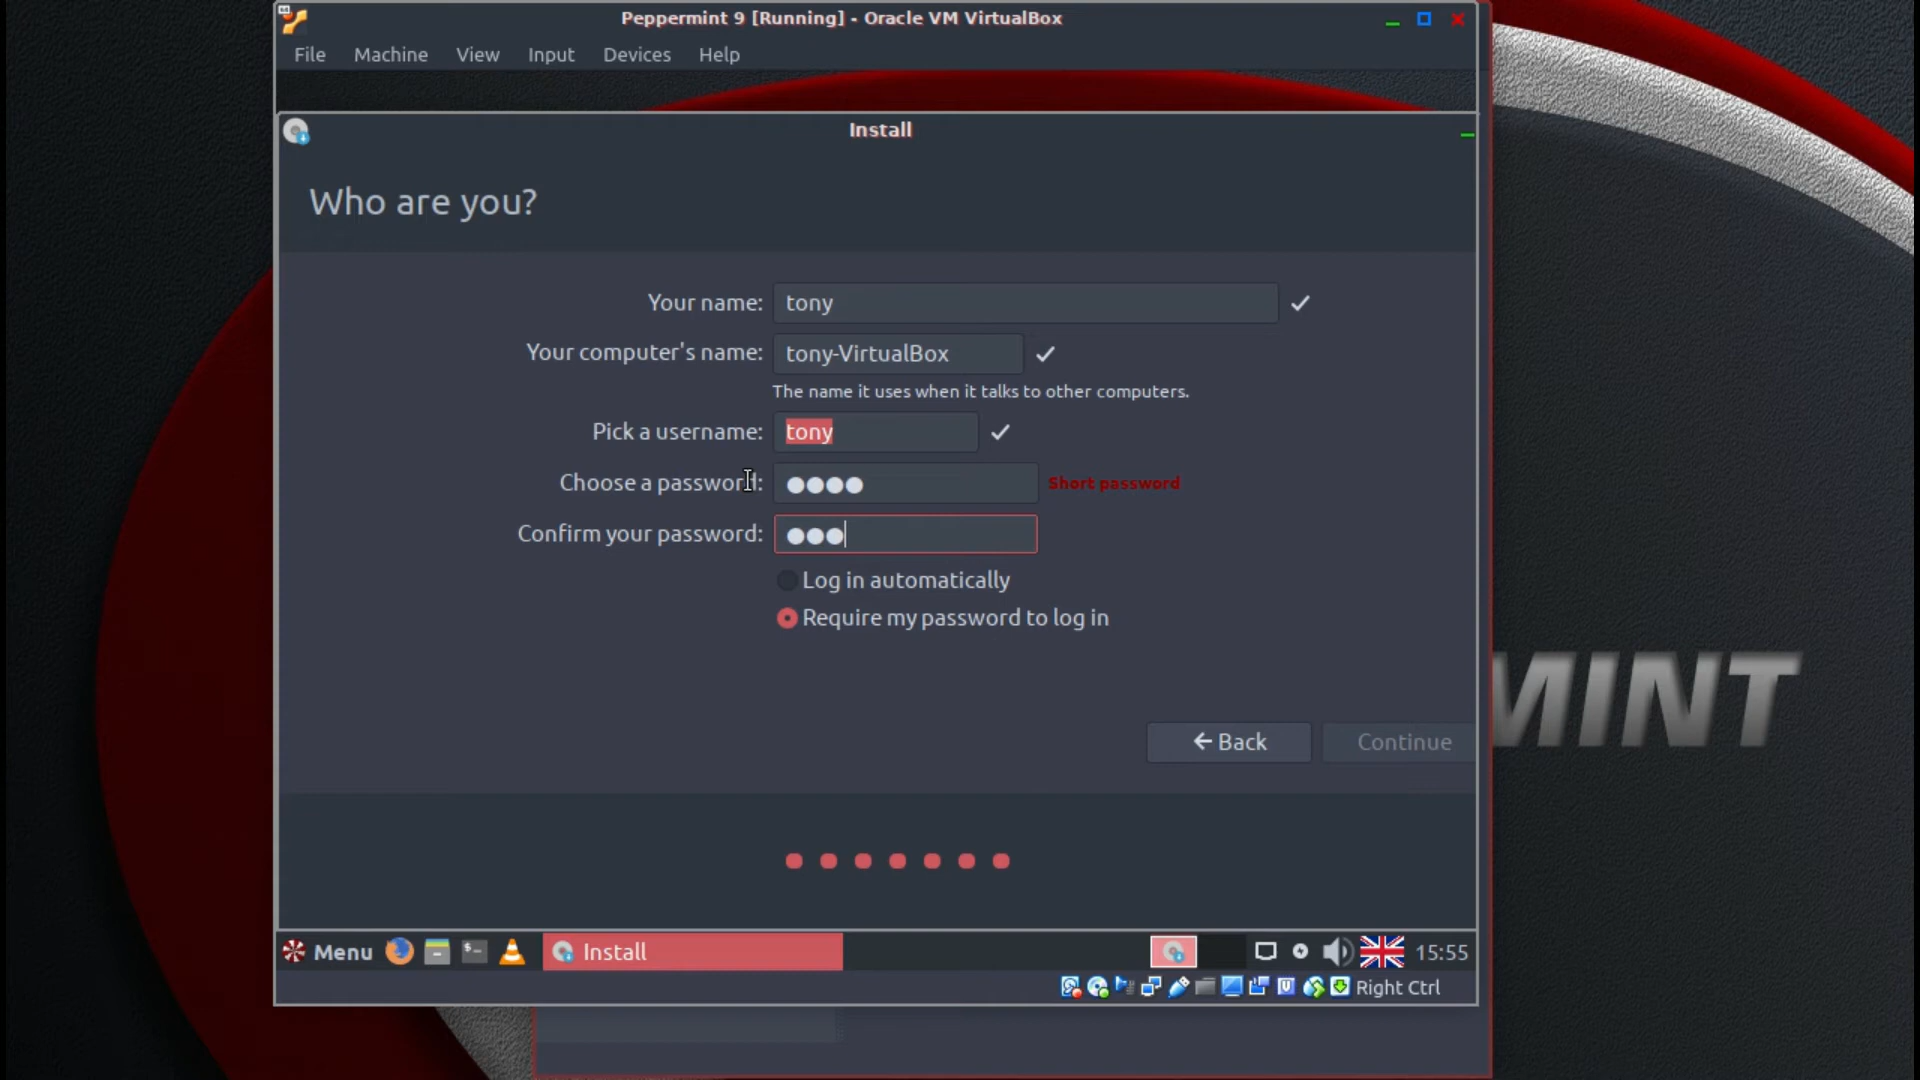 Peppermint 9 [Running] - Oracle VM VirtualBox
File Machine View Input Devices Help
Install
Who are you?
Your name: tony
Your computer's name: tony-VirtualBox
The name it uses when it talks to other computers.
Pick a username: tony
Choose a password: ●●●● Short password
Confirm your password: ●●●
Log in automatically
Require my password to log in
MINT
← Back Continue
Menu Install 15:55
Right Ctrl